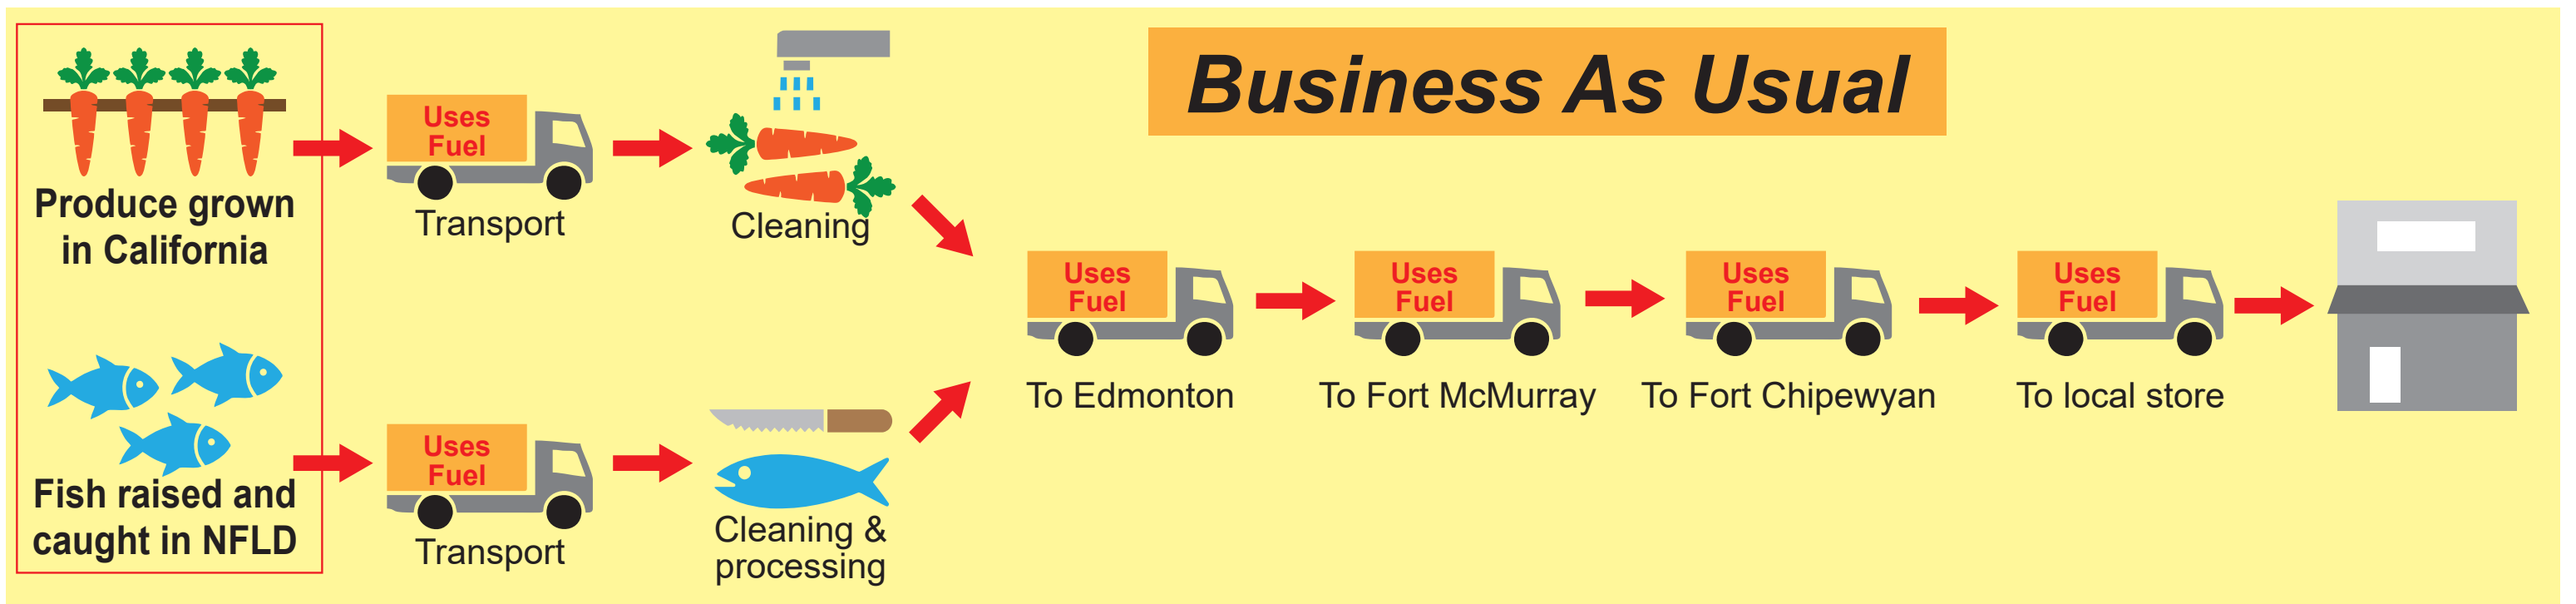 Business As Usual
Uses
Fuel
Produce grown
in California
Transport
Cleaning
Uses
Fuel
To Edmonton
Uses
Fuel
To Fort McMurray
Uses
Fuel
To Fort Chipewyan
Uses
Fuel
To local store
Uses
Fuel
Fish raised and
caught in NFLD
Transport
Cleaning &
processing